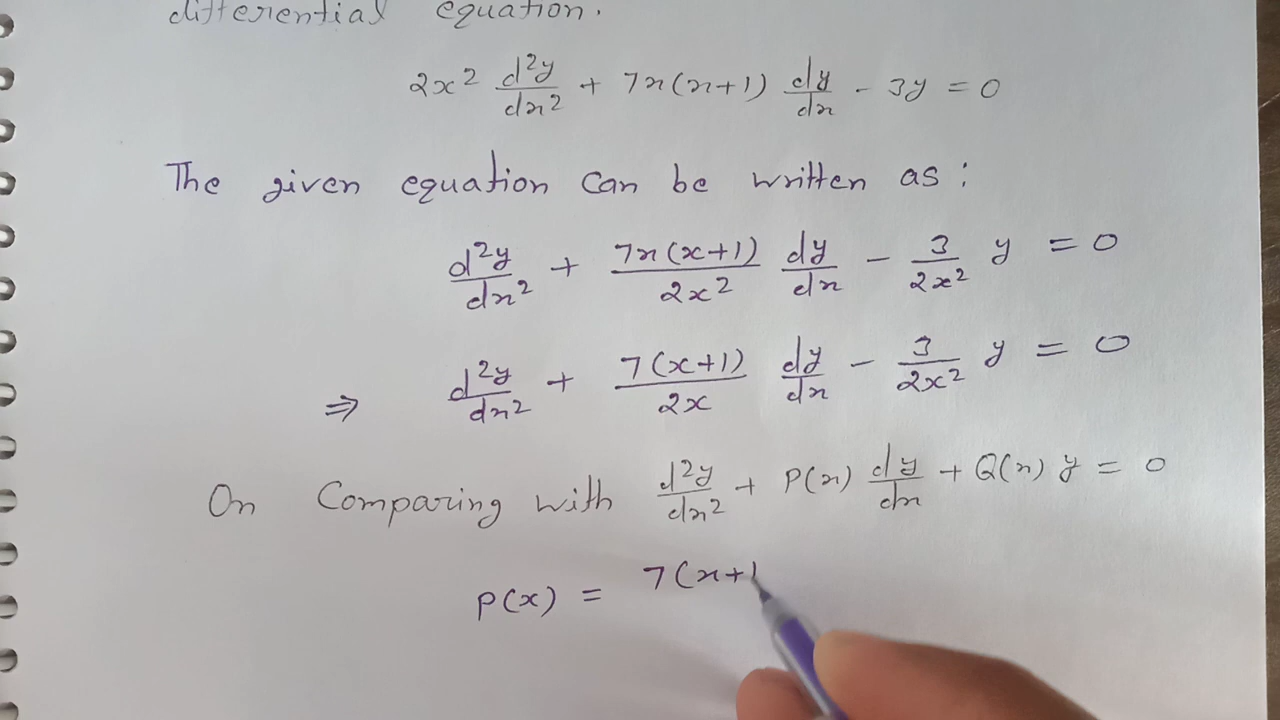 differential equation.
2x² d²y/dx² + 7x(x+1) dy/dx - 3y = 0
The given equation can be written as :
d²y/dx² + 7x(x+1)/2x² dy/dx - 3/2x² y = 0
⇒ d²y/dx² + 7(x+1)/2x dy/dx - 3/2x² y = 0
On Comparing with d²y/dx² + P(x) dy/dx + Q(x) y = 0
P(x) = 7(x+1